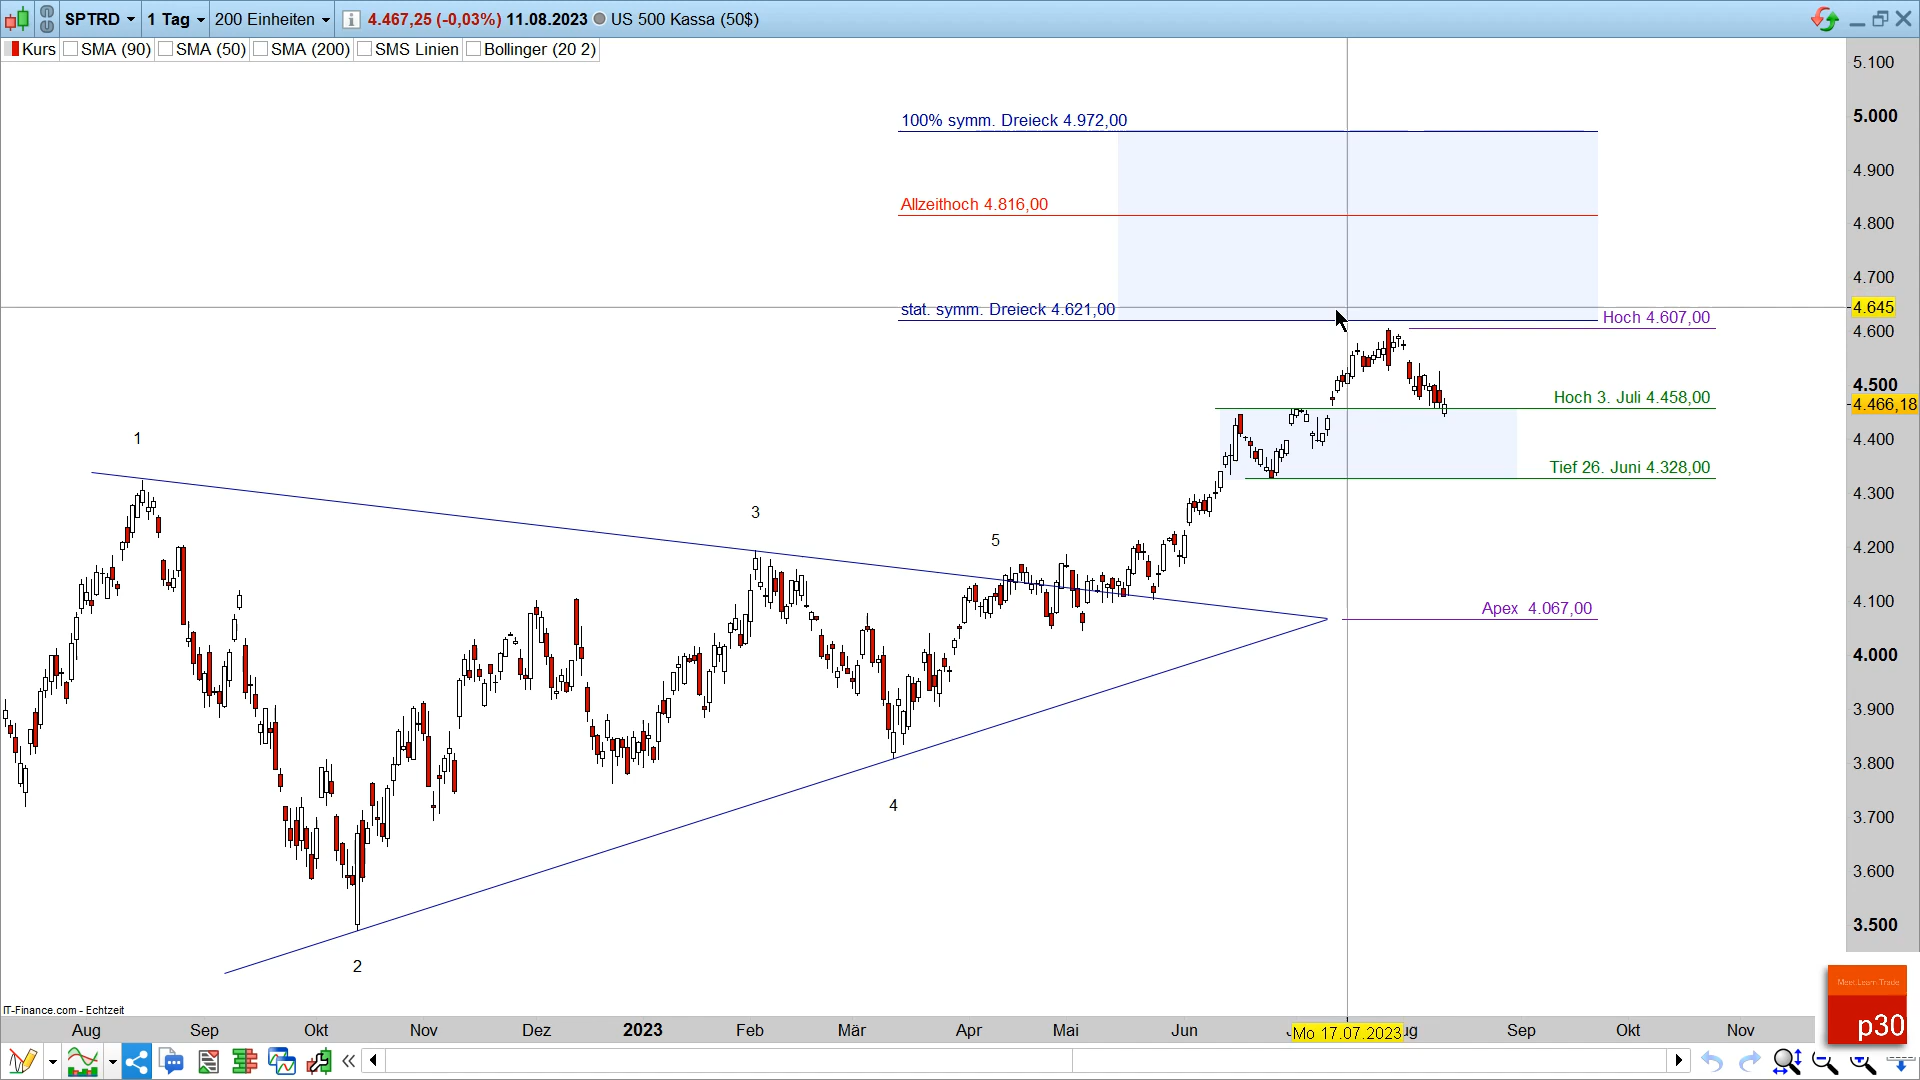 SPTRD 1 Tag 200 Einheiten 4.467,25 (-0,03%) 11.08.2023 US 500 Kassa (50$)
Kurs SMA (90) SMA (50) SMA (200) SMS Linien Bollinger (20 2)
5.100
100% symm. Dreieck 4.972,00
5.000
4.900
Allzeithoch 4.816,00
4.800
4.700
stat. symm. Dreieck 4.621,00
4.645
Hoch 4.607,00
4.600
4.500
Hoch 3. Juli 4.458,00
4.466,18
1
4.400
Tief 26. Juni 4.328,00
4.300
3
5
4.200
Apex 4.067,00
4.100
4.000
3.900
3.800
4
3.700
3.600
3.500
2
IT-Finance.com - Echtzeit
Aug Sep Okt Nov Dez 2023 Feb Mär Apr Mai Jun Mo 17.07.2023 ug Sep Okt Nov
Meet.Learn.Trade
p30